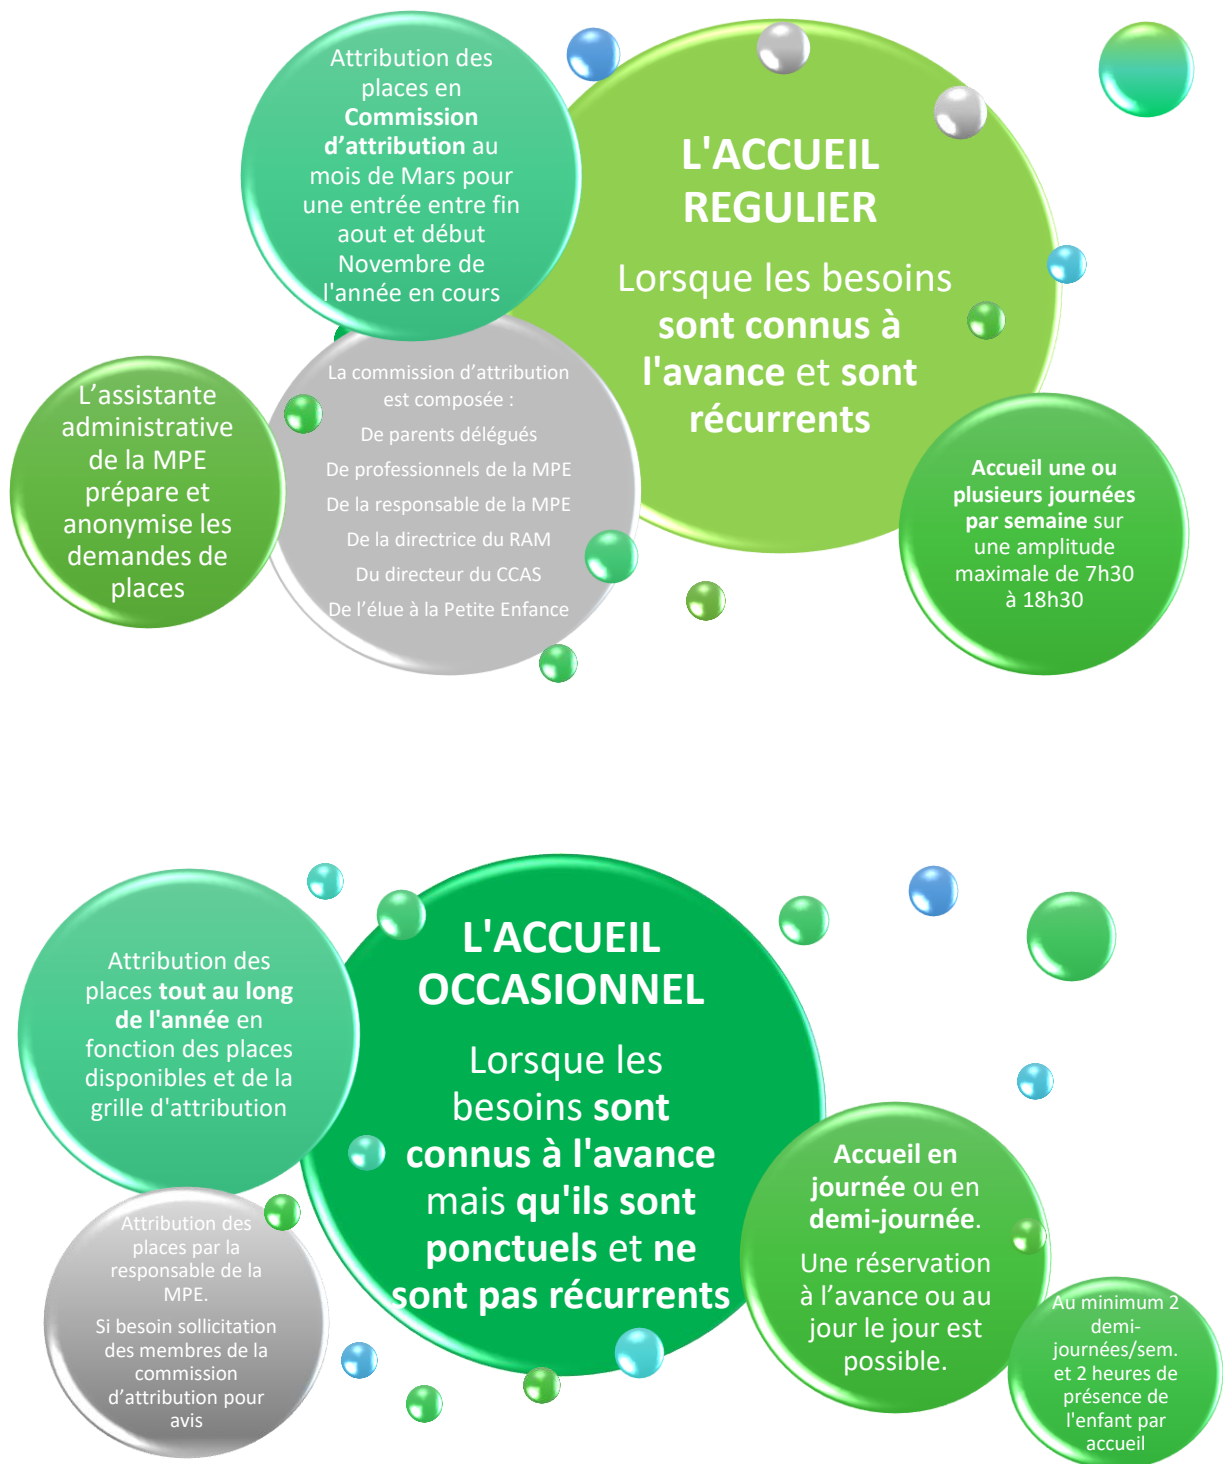 Attribution des
places en
Commission
d’attribution au
mois de Mars pour
une entrée entre fin
aout et début
Novembre de
l'année en cours
L'ACCUEIL
REGULIER
Lorsque les besoins
sont connus à
l'avance et sont
récurrents
L’assistante
administrative
de la MPE
prépare et
anonymise les
demandes de
places
La commission d’attribution
est composée :
De parents délégués
De professionnels de la MPE
De la responsable de la MPE
De la directrice du RAM
Du directeur du CCAS
De l’élue à la Petite Enfance
Accueil une ou
plusieurs journées
par semaine sur
une amplitude
maximale de 7h30
à 18h30
Attribution des
places tout au long
de l'année en
fonction des places
disponibles et de la
grille d'attribution
L'ACCUEIL
OCCASIONNEL
Lorsque les
besoins sont
connus à l'avance
mais qu'ils sont
ponctuels et ne
sont pas récurrents
Attribution des
places par la
responsable de la
MPE.
Si besoin sollicitation
des membres de la
commission
d’attribution pour
avis
Accueil en
journée ou en
demi-journée.
Une réservation
à l’avance ou au
jour le jour est
possible.
Au minimum 2
demi-
journées/sem.
et 2 heures de
présence de
l'enfant par
accueil